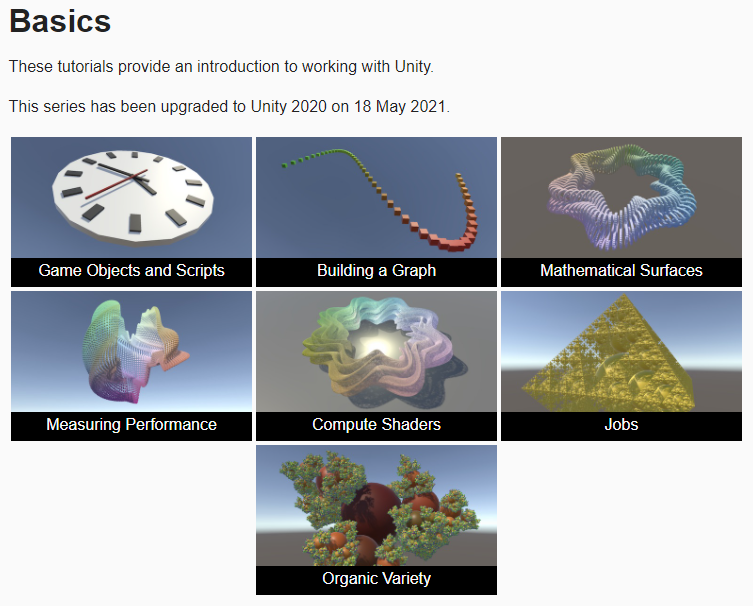 Basics
These tutorials provide an introduction to working with Unity.
This series has been upgraded to Unity 2020 on 18 May 2021.
Game Objects and Scripts
Building a Graph
Mathematical Surfaces
Measuring Performance
Compute Shaders
Jobs
Organic Variety